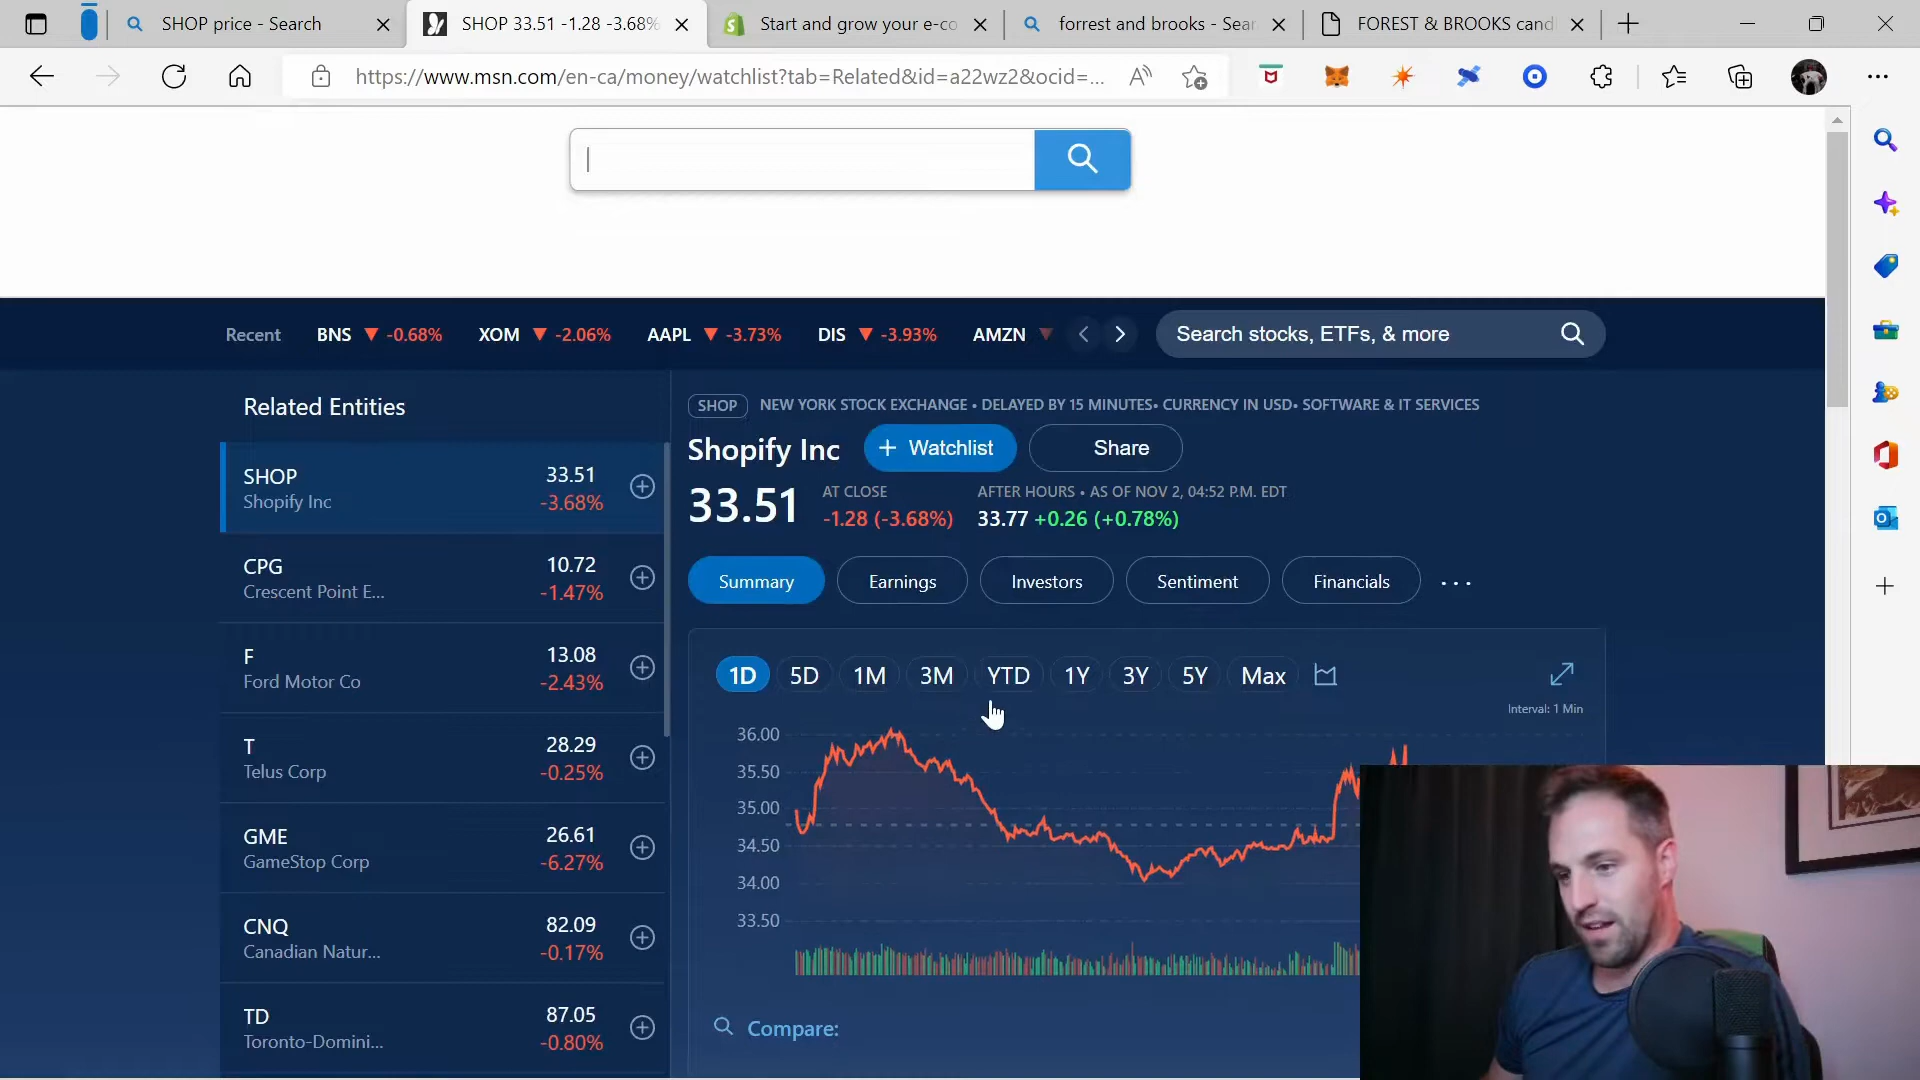 SHOP price - Search
SHOP 33.51 -1.28 -3.68%
Start and grow your e-co
forrest and brooks - Sear
FOREST & BROOKS cand
https://www.msn.com/en-ca/money/watchlist?tab=Related&id=a22wz2&ocid=...
Recent
BNS ▼ -0.68%
XOM ▼ -2.06%
AAPL ▼ -3.73%
DIS ▼ -3.93%
AMZN ▼
Search stocks, ETFs, & more
Related Entities
SHOP 33.51
Shopify Inc -3.68%
CPG 10.72
Crescent Point E... -1.47%
F 13.08
Ford Motor Co -2.43%
T 28.29
Telus Corp -0.25%
GME 26.61
GameStop Corp -6.27%
CNQ 82.09
Canadian Natur... -0.17%
TD 87.05
Toronto-Domini... -0.80%
SHOP NEW YORK STOCK EXCHANGE • DELAYED BY 15 MINUTES• CURRENCY IN USD• SOFTWARE & IT SERVICES
Shopify Inc
+ Watchlist
Share
33.51
AT CLOSE
-1.28 (-3.68%)
AFTER HOURS • AS OF NOV 2, 04:52 P.M. EDT
33.77 +0.26 (+0.78%)
Summary
Earnings
Investors
Sentiment
Financials
...
1D 5D 1M 3M YTD 1Y 3Y 5Y Max
Interval: 1 Min
36.00
35.50
35.00
34.50
34.00
33.50
Compare: